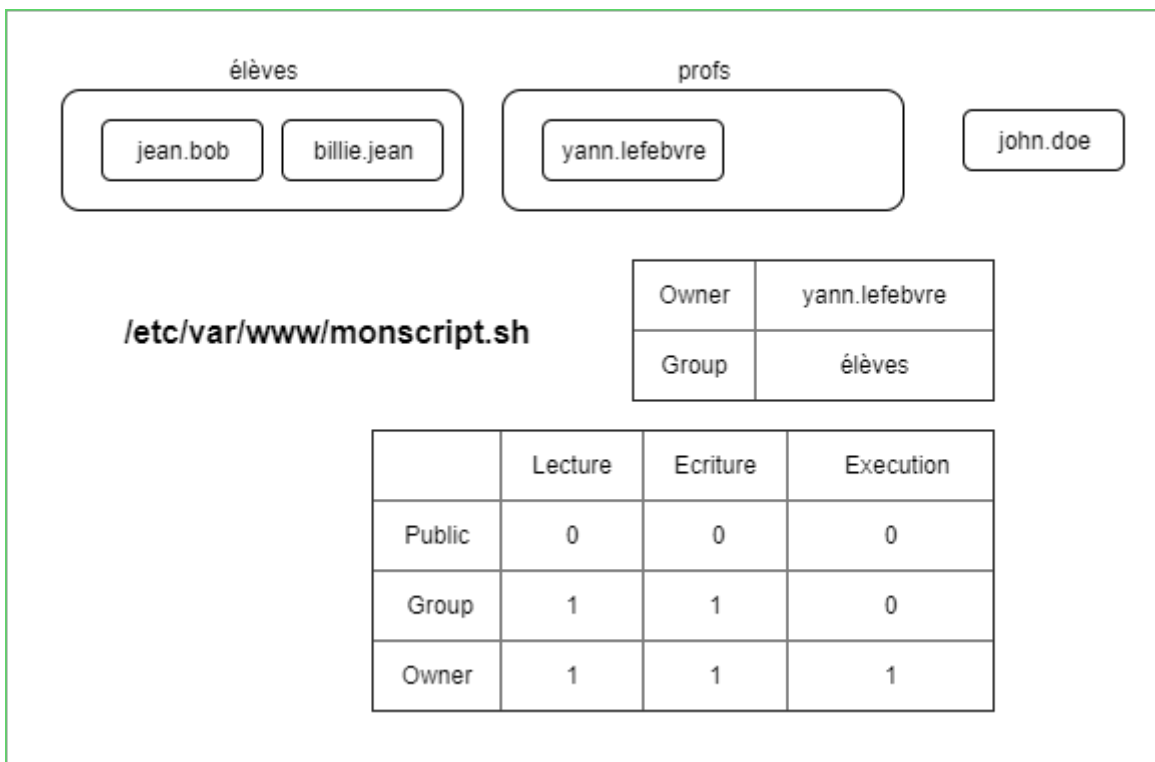 élèves profs
jean.bob billie.jean yann.lefebvre john.doe
Owner yann.lefebvre
/etc/var/www/monscript.sh
Group élèves
Lecture Ecriture Execution
Public 0 0 0
Group 1 1 0
Owner 1 1 1